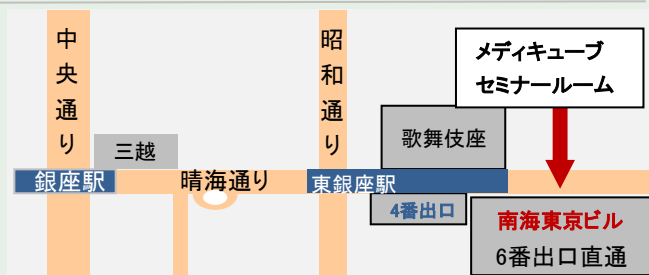 中央通り
昭和通り
メディキューブ
セミナールーム
三越
歌舞伎座
銀座駅
晴海通り
東銀座駅
4番出口
南海東京ビル
6番出口直通